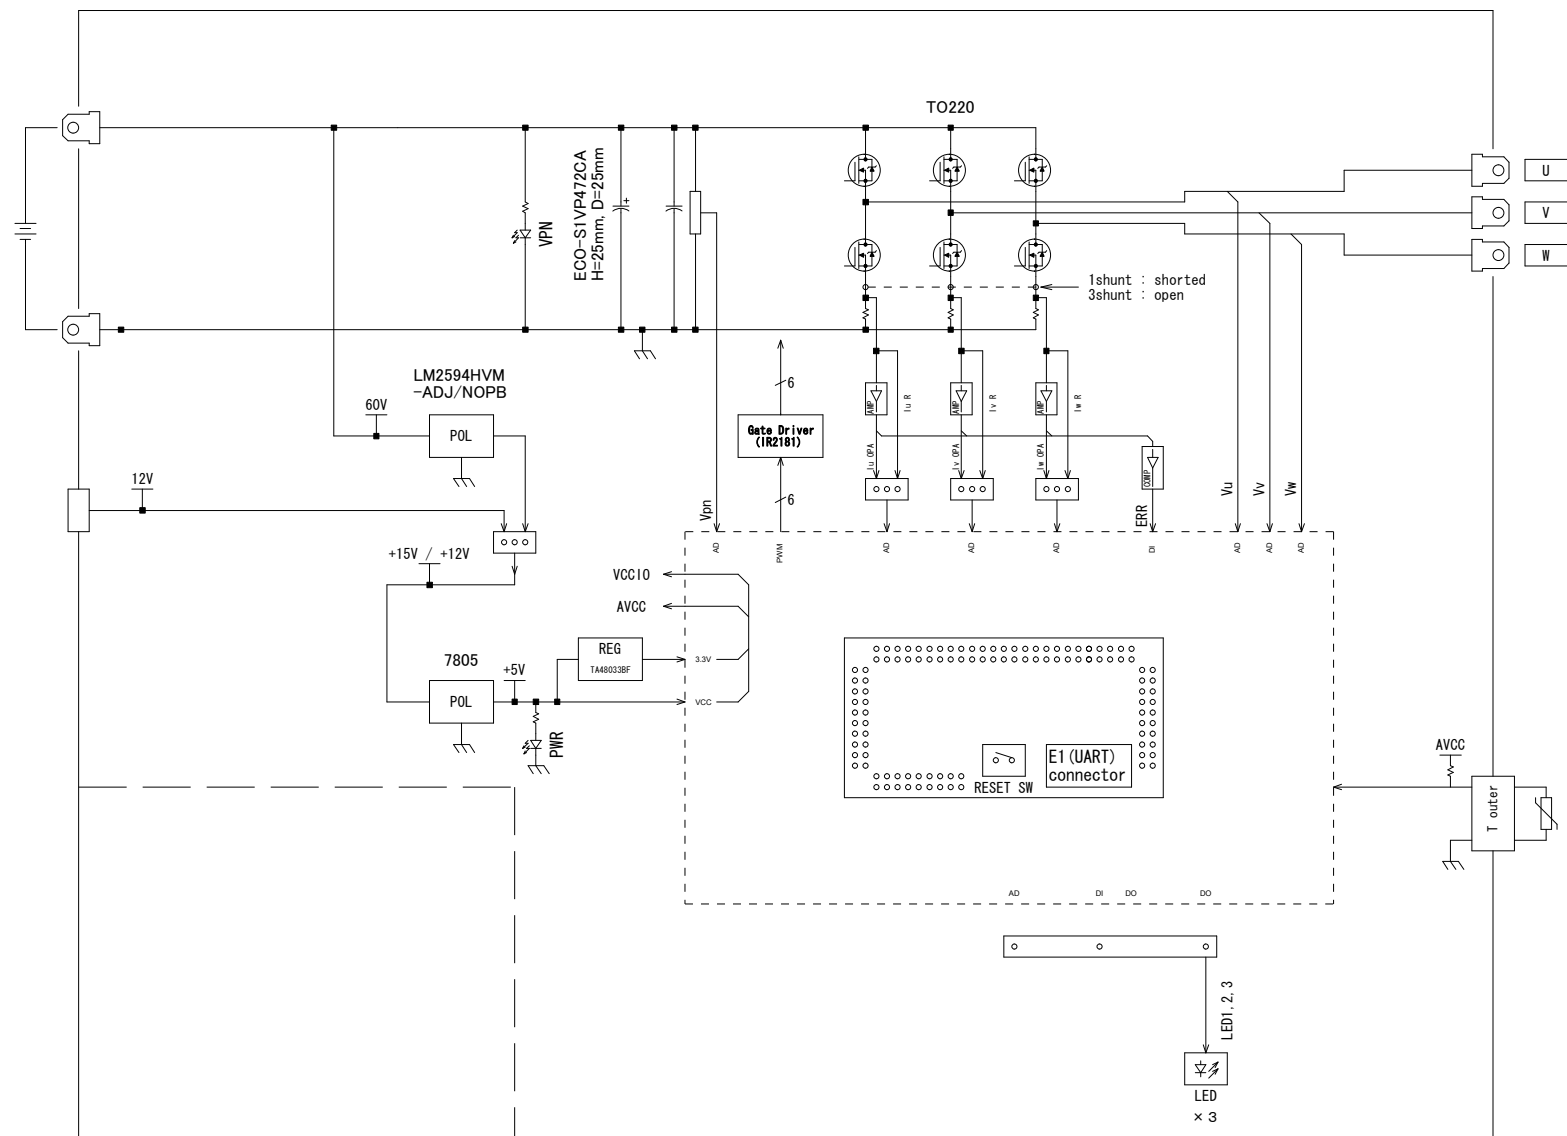 TO220
U
V
W
VPN
ECO-S1VP472CA
H=25mm, D=25mm
1shunt : shorted
3shunt : open
LM2594HVM
-ADJ/NOPB
60V
POL
6
Gate Driver
(IR2181)
6
AMP
Iu R
AMP
Iv R
AMP
Iw R
Iu OPA
Iv OPA
Iw OPA
COMP
12V
Vpn
ERR
Vu
Vv
Vw
+15V / +12V
AD
PWM
AD
AD
AD
DI
AD
AD
AD
VCCIO
AVCC
7805
+5V
REG
TA48033BF
3.3V
POL
VCC
PWR
RESET SW
E1(UART)
connector
AVCC
T outer
AD
DI
DO
DO
LED1, 2, 3
LED
× 3